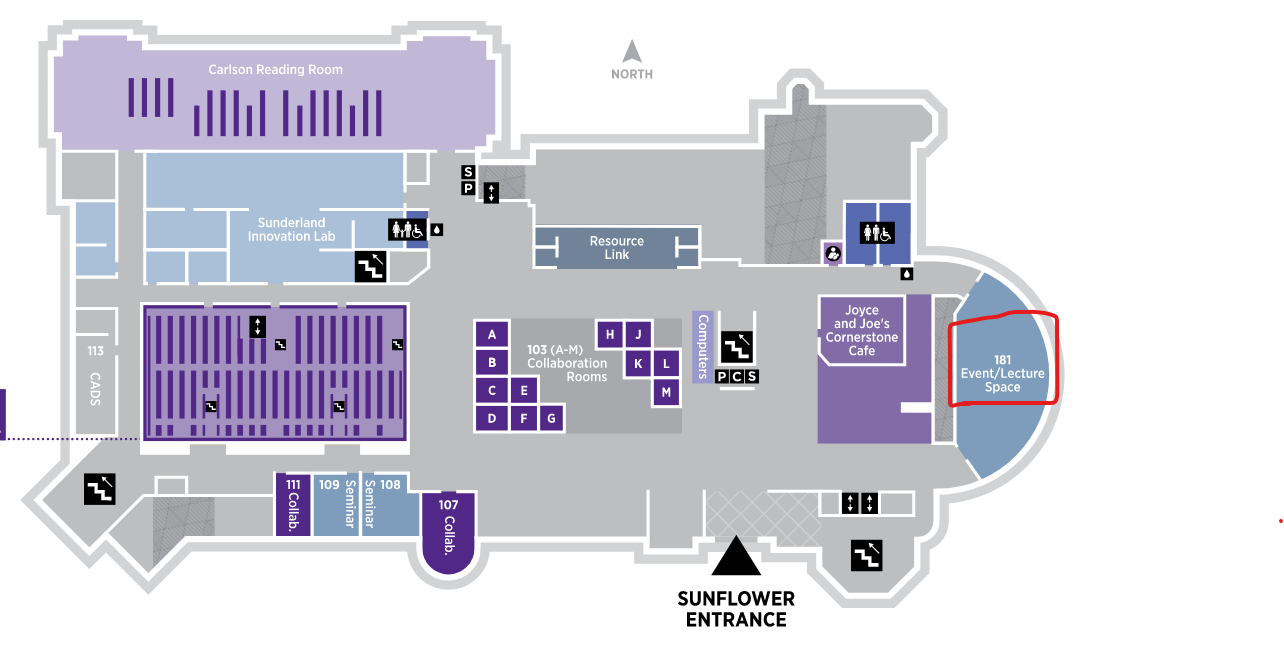 Carlson Reading Room
NORTH
S
P
Sunderland
Innovation Lab
Resource
Link
113
CADS
A
B
C
D
E
F
G
103 (A-M)
Collaboration
Rooms
H
J
K
L
M
Computers
P C S
Joyce
and Joe's
Cornerstone
Cafe
181
Event/Lecture
Space
111
Collab.
109
Seminar
Seminar
108
107
Collab.
SUNFLOWER
ENTRANCE